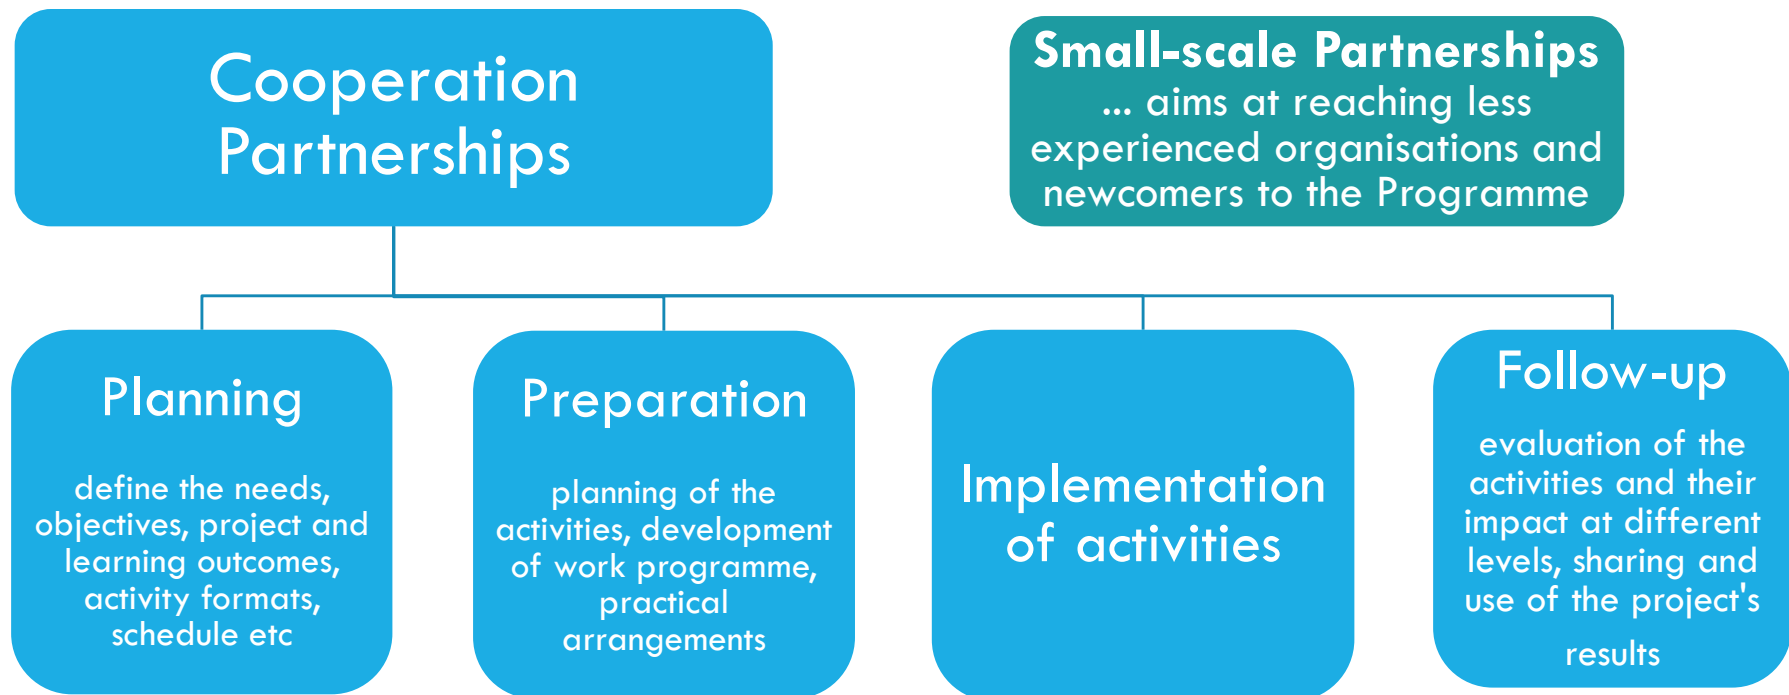 Cooperation
Partnerships
Small-scale Partnerships
... aims at reaching less
experienced organisations and
newcomers to the Programme
Planning
define the needs,
objectives, project and
learning outcomes,
activity formats,
schedule etc
Preparation
planning of the
activities, development
of work programme,
practical
arrangements
Implementation
of activities
Follow-up
evaluation of the
activities and their
impact at different
levels, sharing and
use of the project's
results